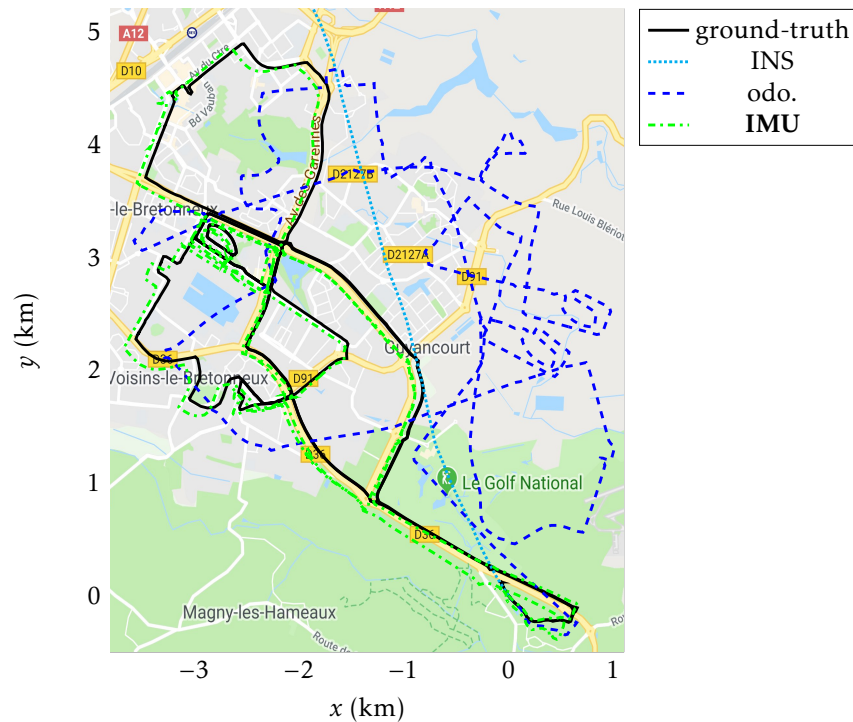 ground-truth
INS
odo.
IMU
5
4
3
2
1
0
−3
−2
−1
0
1
x (km)
y (km)
A12
D10
Av du Ctre
Bd Vauban
Av. des Garennes
D2127B
-le-Bretonneux
Rue Louis Blériot
D2127A
D91
Guyancourt
D36
Voisins-le-Bretonneux
D91
D36
Le Golf National
D36
Magny-les-Hameaux
Route de